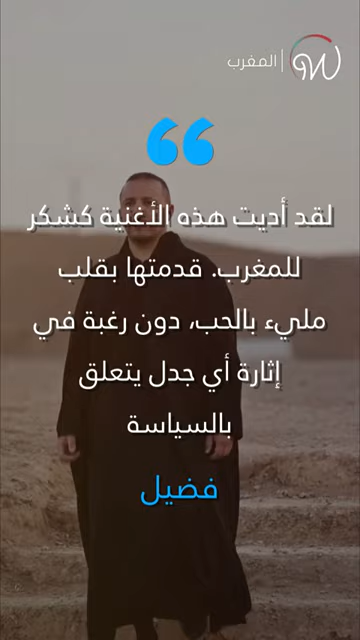 المغرب
لقد أديت هذه الأغنية كشكر
للمغرب. قدمتها بقلب
مليء بالحب، دون رغبة في
إثارة أي جدل يتعلق
بالسياسة
فضيل